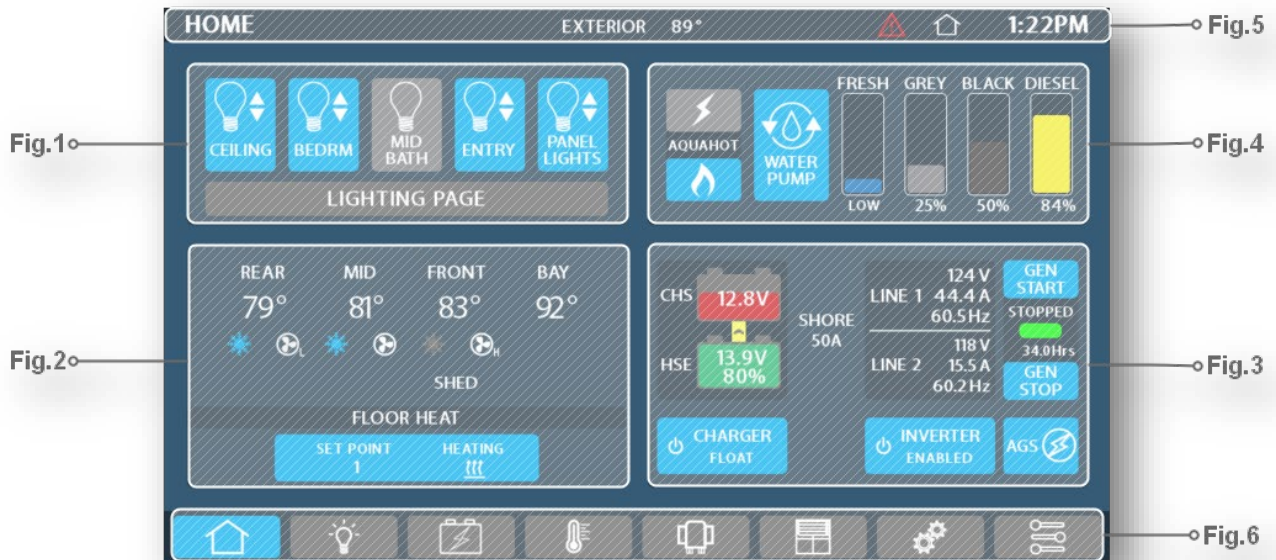 HOME
EXTERIOR 89°
1:22PM
Fig.5
Fig.1
CEILING
BEDRM
MID
BATH
ENTRY
PANEL
LIGHTS
LIGHTING PAGE
AQUAHOT
WATER
PUMP
FRESH GREY BLACK DIESEL
LOW 25% 50% 84%
Fig.4
Fig.2
REAR MID FRONT BAY
79° 81° 83° 92°
L H
SHED
FLOOR HEAT
SET POINT
1
HEATING
CHS 12.8V
HSE 13.9V
80%
SHORE
50A
LINE 1
124 V
44.4 A
60.5Hz
LINE 2
118 V
15.5 A
60.2Hz
GEN
START
STOPPED
34.0Hrs
GEN
STOP
CHARGER
FLOAT
INVERTER
ENABLED
AGS
Fig.3
Fig.6